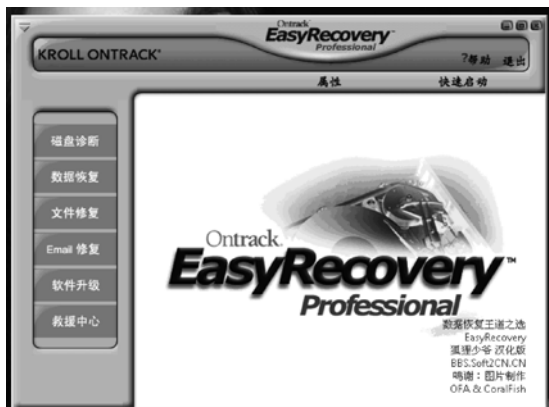 Ontrack
EasyRecovery™
Professional
KROLL ONTRACK®
?帮助 退出
属性 快速启动
磁盘诊断
数据恢复
文件修复
Email 修复
软件升级
救援中心
Ontrack
EasyRecovery™
Professional
数据恢复王道之选
EasyRecovery
狐狸少爷 汉化版
BBS.Soft2CN.CN
鸣谢：图片制作
OFA & CoralFish